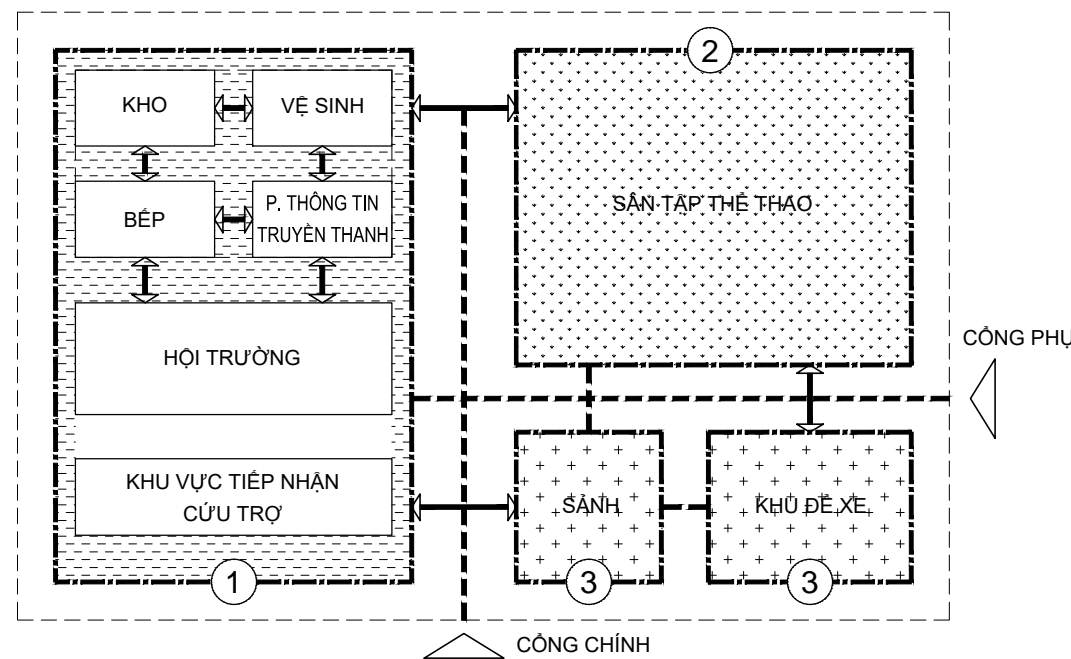 KHO
VỆ SINH
BẾP
P. THÔNG TIN
TRUYỀN THANH
HỘI TRƯỜNG
KHU VỰC TIẾP NHẬN
CỨU TRỢ
1
2
SÂN TẬP THỂ THAO
CỔNG PHỤ
SẢNH
3
KHU ĐỂ XE
3
CỔNG CHÍNH